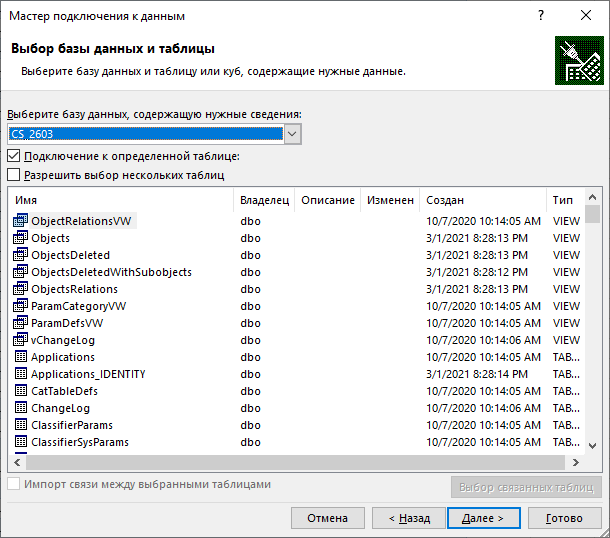 Мастер подключения к данным
?
Выбор базы данных и таблицы
Выберите базу данных и таблицу или куб, содержащие нужные данные.
Выберите базу данных, содержащую нужные сведения:
CS_2603
Подключение к определенной таблице:
Разрешить выбор нескольких таблиц
Имя Владелец Описание Изменен Создан Тип
ObjectRelationsVW dbo 10/7/2020 10:14:05 AM VIEW
Objects dbo 3/1/2021 8:28:13 PM VIEW
ObjectsDeleted dbo 3/1/2021 8:28:13 PM VIEW
ObjectsDeletedWithSubobjects dbo 3/1/2021 8:28:12 PM VIEW
ObjectsRelations dbo 3/1/2021 8:28:13 PM VIEW
ParamCategoryVW dbo 10/7/2020 10:14:05 AM VIEW
ParamDefsVW dbo 10/7/2020 10:14:05 AM VIEW
vChangeLog dbo 10/7/2020 10:14:06 AM VIEW
Applications dbo 10/7/2020 10:14:05 AM TAB...
Applications_IDENTITY dbo 3/1/2021 8:28:14 PM TAB...
CatTableDefs dbo 10/7/2020 10:14:05 AM TAB...
ChangeLog dbo 10/7/2020 10:14:06 AM TAB...
ClassifierParams dbo 10/7/2020 10:14:05 AM TAB...
ClassifierSysParams dbo 10/7/2020 10:14:05 AM TAB...
Импорт связи между выбранными таблицами
Выбор связанных таблиц
Отмена < Назад Далее > Готово